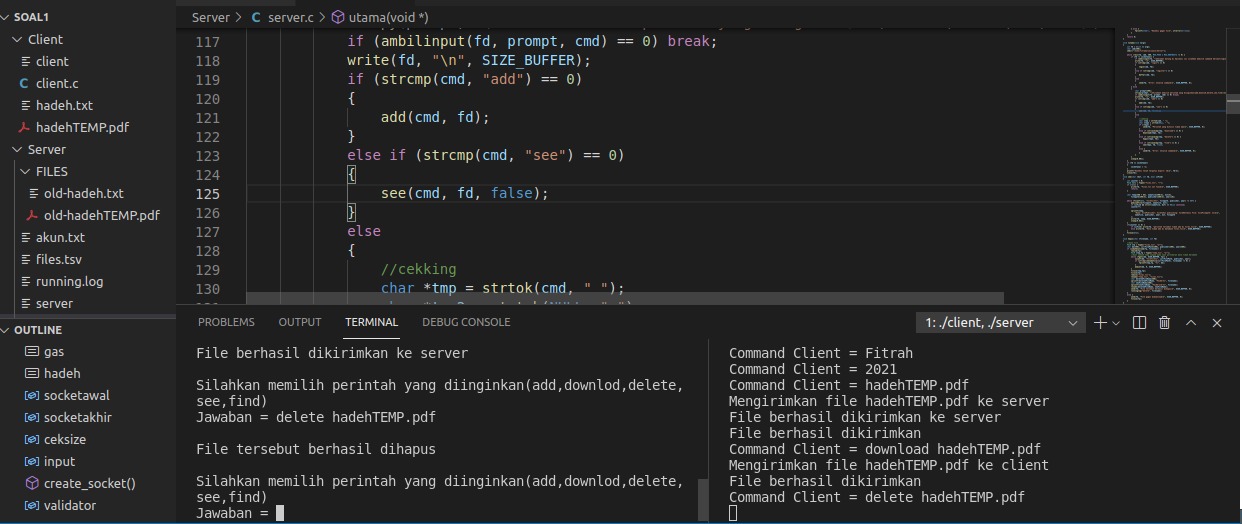 SOAL1
Client
client
client.c
hadeh.txt
hadehTEMP.pdf
Server
FILES
old-hadeh.txt
old-hadehTEMP.pdf
akun.txt
files.tsv
running.log
server
OUTLINE
gas
hadeh
socketawal
socketakhir
ceksize
input
create_socket()
validator
Server > C server.c > utama(void *)
117 if (ambilinput(fd, prompt, cmd) == 0) break;
118 write(fd, "\n", SIZE_BUFFER);
119 if (strcmp(cmd, "add") == 0)
120 {
121 add(cmd, fd);
122 }
123 else if (strcmp(cmd, "see") == 0)
124 {
125 see(cmd, fd, false);
126 }
127 else
128 {
129 //cekking
130 char *tmp = strtok(cmd, " ");
PROBLEMS OUTPUT TERMINAL DEBUG CONSOLE
1: ./client, ./server
File berhasil dikirimkan ke server
Silahkan memilih perintah yang diinginkan(add,downlod,delete,
see,find)
Jawaban = delete hadehTEMP.pdf
File tersebut berhasil dihapus
Silahkan memilih perintah yang diinginkan(add,downlod,delete,
see,find)
Jawaban =
Command Client = Fitrah
Command Client = 2021
Command Client = hadehTEMP.pdf
Mengirimkan file hadehTEMP.pdf ke server
File berhasil dikirimkan ke server
File berhasil dikirimkan
Command Client = download hadehTEMP.pdf
Mengirimkan file hadehTEMP.pdf ke client
File berhasil dikirimkan
Command Client = delete hadehTEMP.pdf